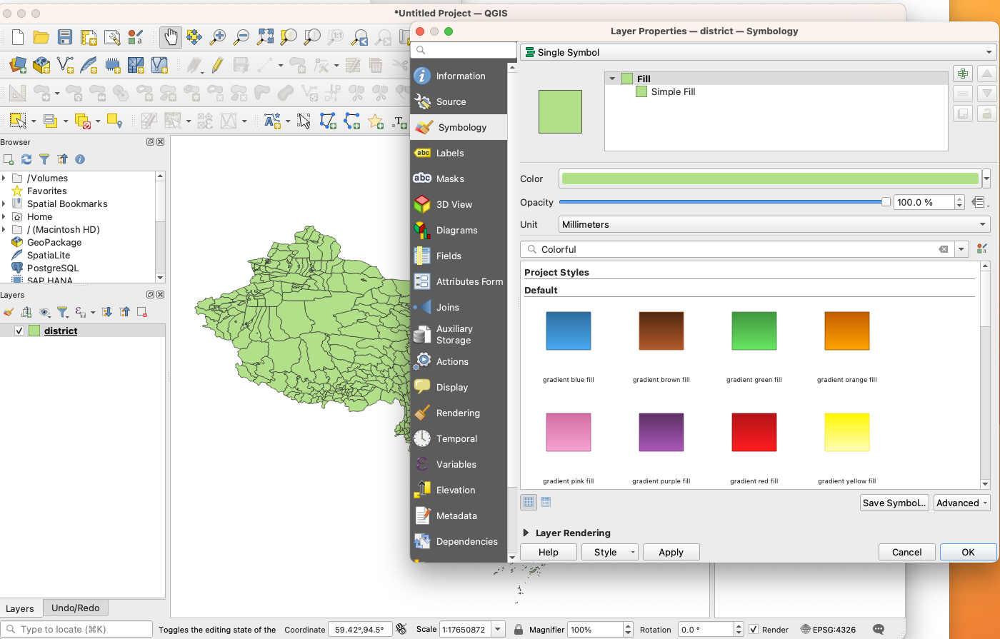 *Untitled Project — QGIS
Layer Properties — district — Symbology
Information
Source
Symbology
Labels
Masks
3D View
Diagrams
Fields
Attributes Form
Joins
Auxiliary
Storage
Actions
Display
Rendering
Temporal
Variables
Elevation
Metadata
Dependencies
Single Symbol
Fill
Simple Fill
Color
Opacity
100.0 %
Unit
Millimeters
Colorful
Project Styles
Default
gradient blue fill
gradient brown fill
gradient green fill
gradient orange fill
gradient pink fill
gradient purple fill
gradient red fill
gradient yellow fill
Save Symbol...
Advanced
Layer Rendering
Help
Style
Apply
Cancel
OK
Browser
/Volumes
Favorites
Spatial Bookmarks
Home
/ (Macintosh HD)
GeoPackage
SpatiaLite
PostgreSQL
SAP HANA
Layers
district
Layers
Undo/Redo
Type to locate (⌘K)
Toggles the editing state of the
Coordinate
59.42°,94.5°
Scale
1:17650872
Magnifier
100%
Rotation
0.0 °
Render
EPSG:4326